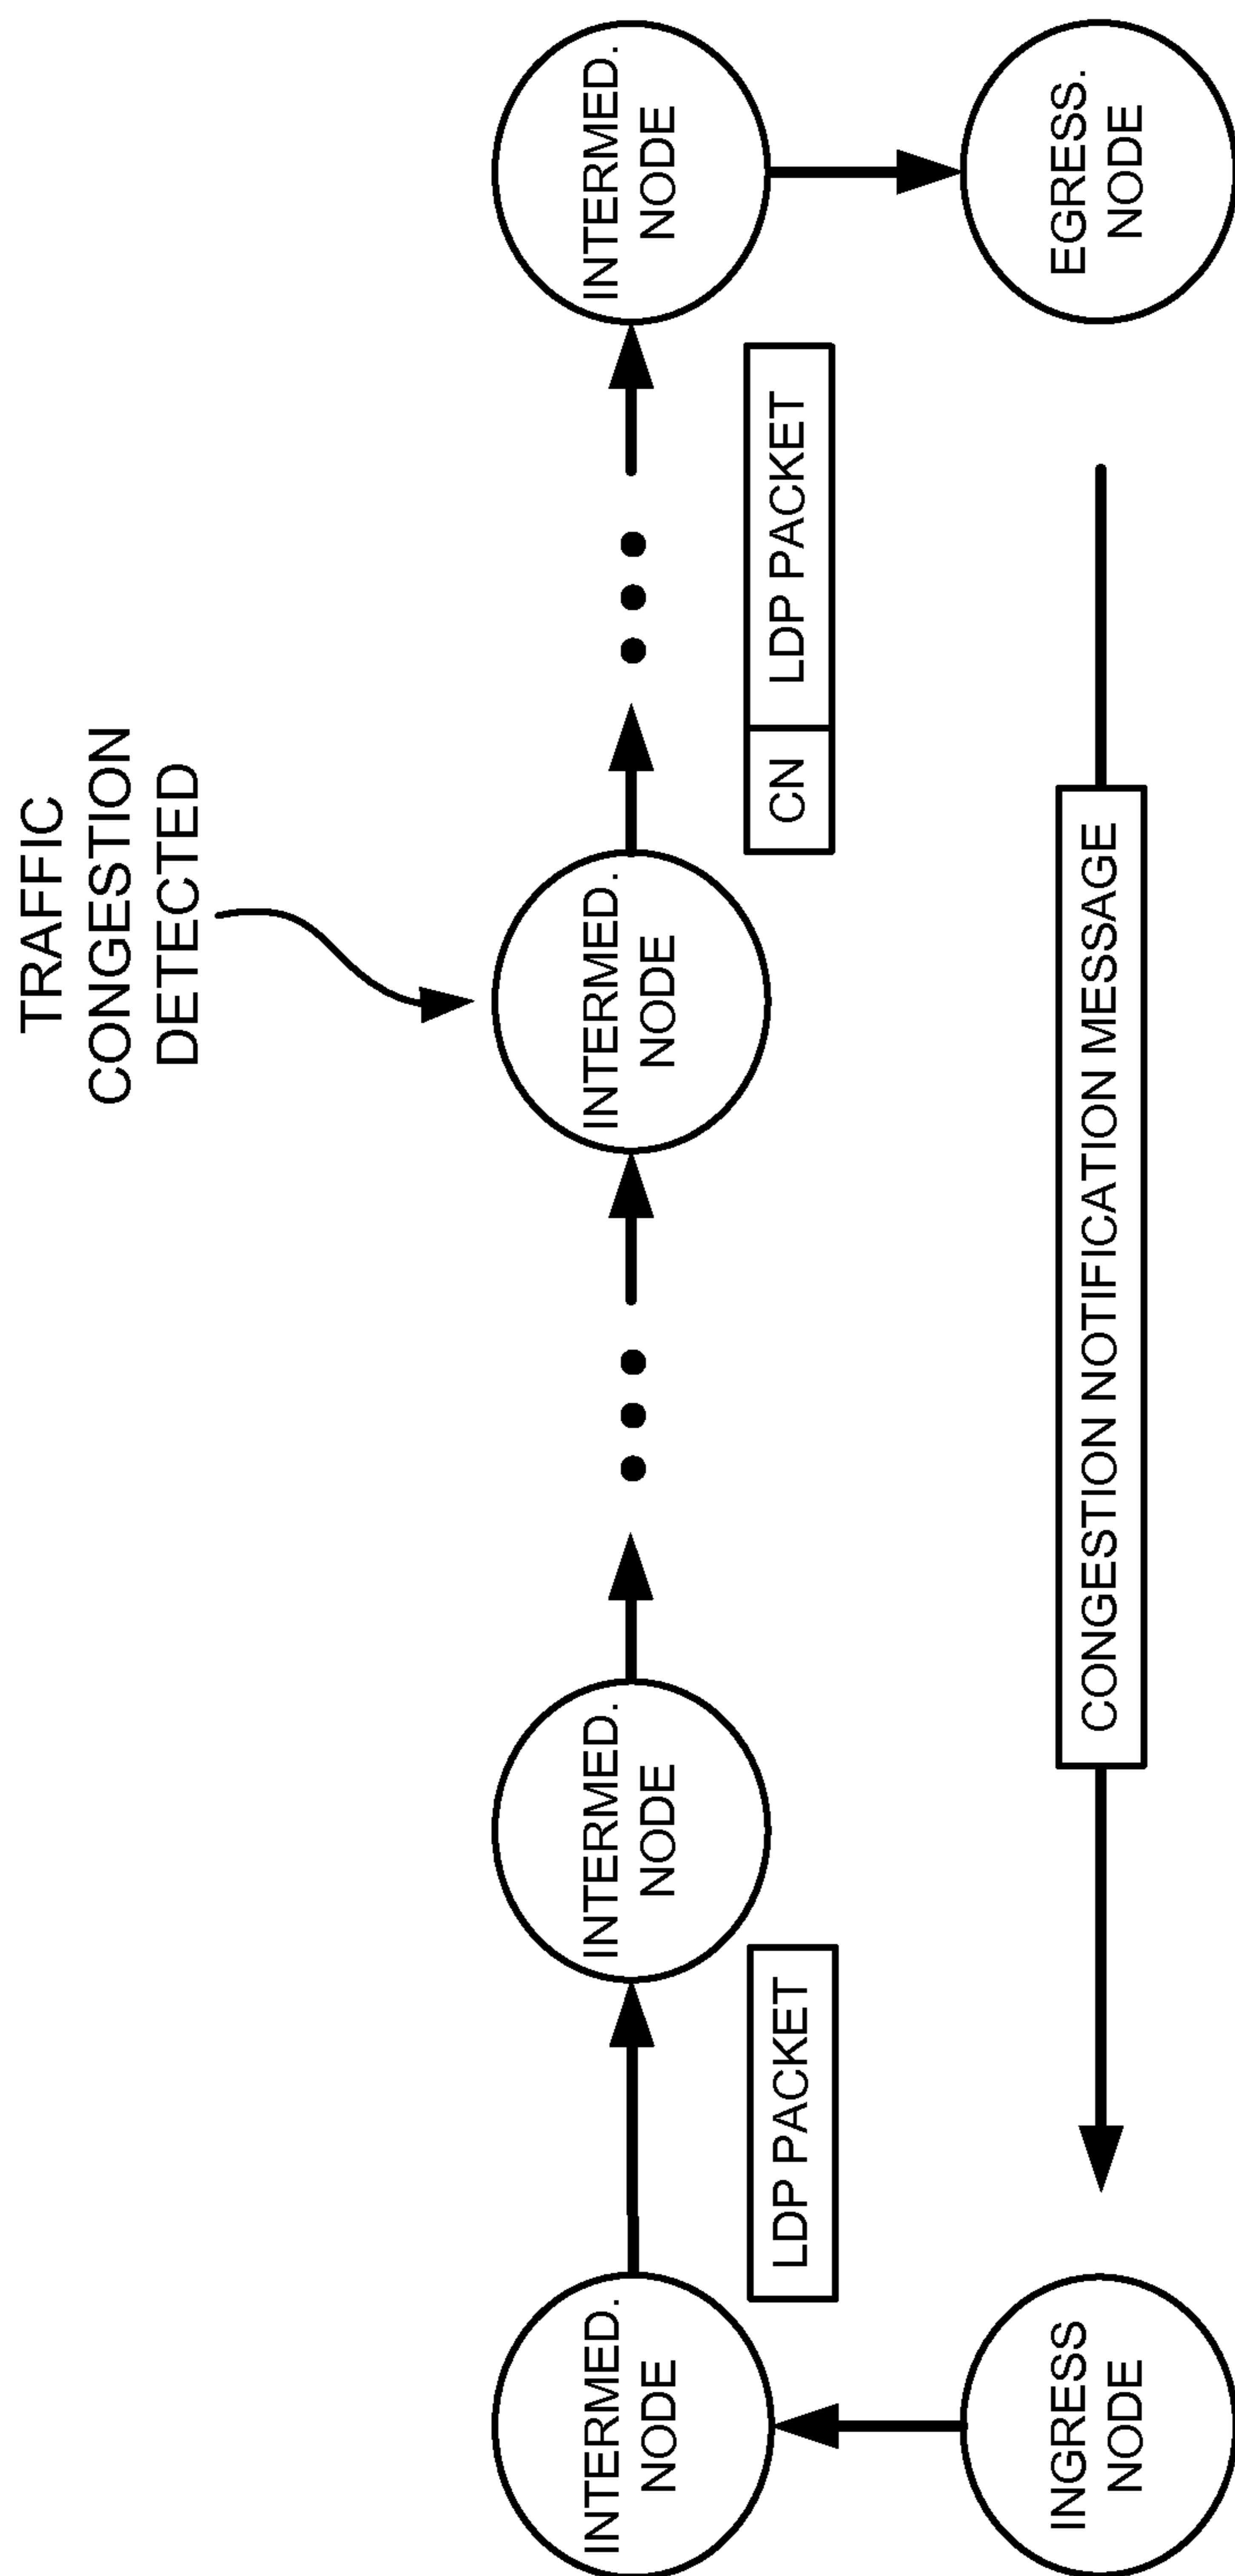 TRAFFIC
CONGESTION
DETECTED
INTERMED.
NODE
INTERMED.
NODE
INTERMED.
NODE
INTERMED.
NODE
LDP PACKET
CN
LDP PACKET
INGRESS
NODE
CONGESTION NOTIFICATION MESSAGE
EGRESS.
NODE